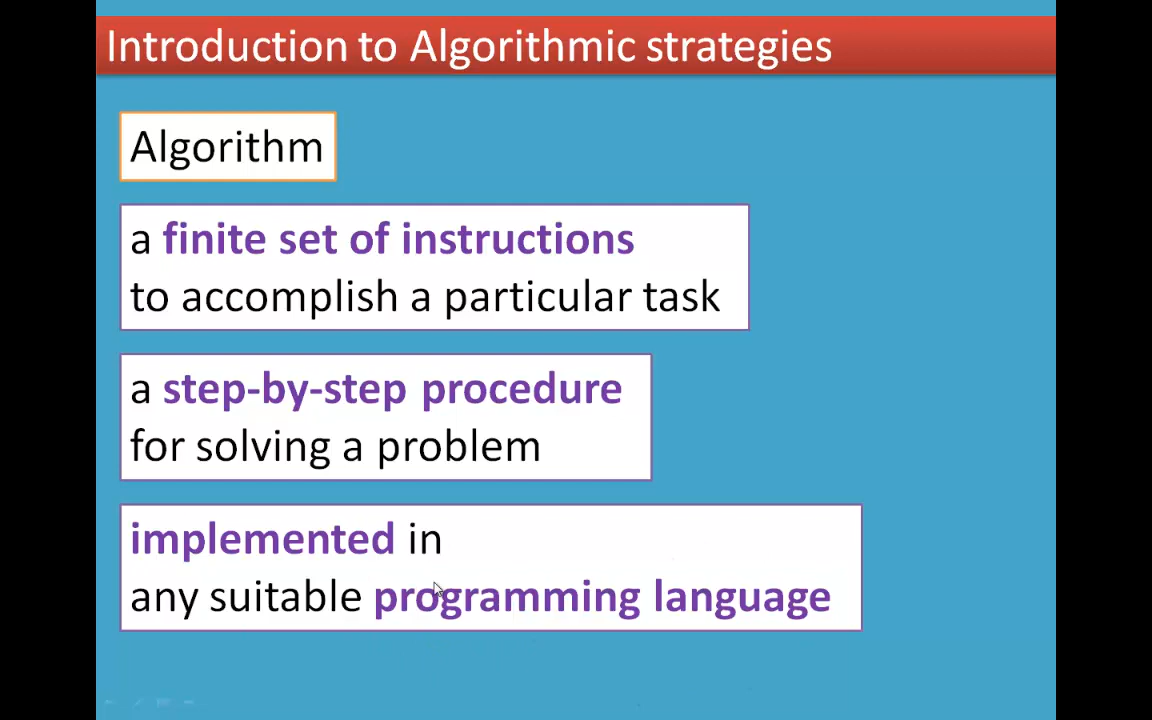 Introduction to Algorithmic strategies
Algorithm
a finite set of instructions
to accomplish a particular task
a step-by-step procedure
for solving a problem
implemented in
any suitable programming language